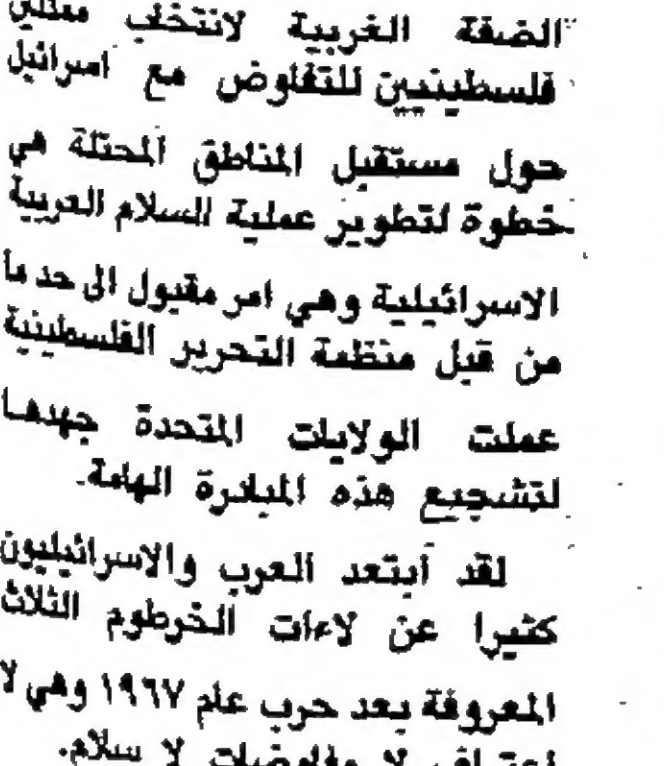 الضفة الغربية لانتخاب ممثلين
فلسطينيين للتفاوض مع اسرائيل
حول مستقبل المناطق المحتلة هي
خطوة لتطوير عملية السلام العربية
الاسرائيلية وهي امر مقبول الى حد ما
من قبل منظمة التحرير الفلسطينية
عملت الولايات المتحدة جهدها
لتشجيع هذه المبادرة الهامة.
لقد ابتعد العرب والاسرائيليون
كثيرا عن لاءات الخرطوم الثلاث
المعروفة بعد حرب عام ١٩٦٧ وهي لا
اعتراف لا مفاوضات لا سلام.